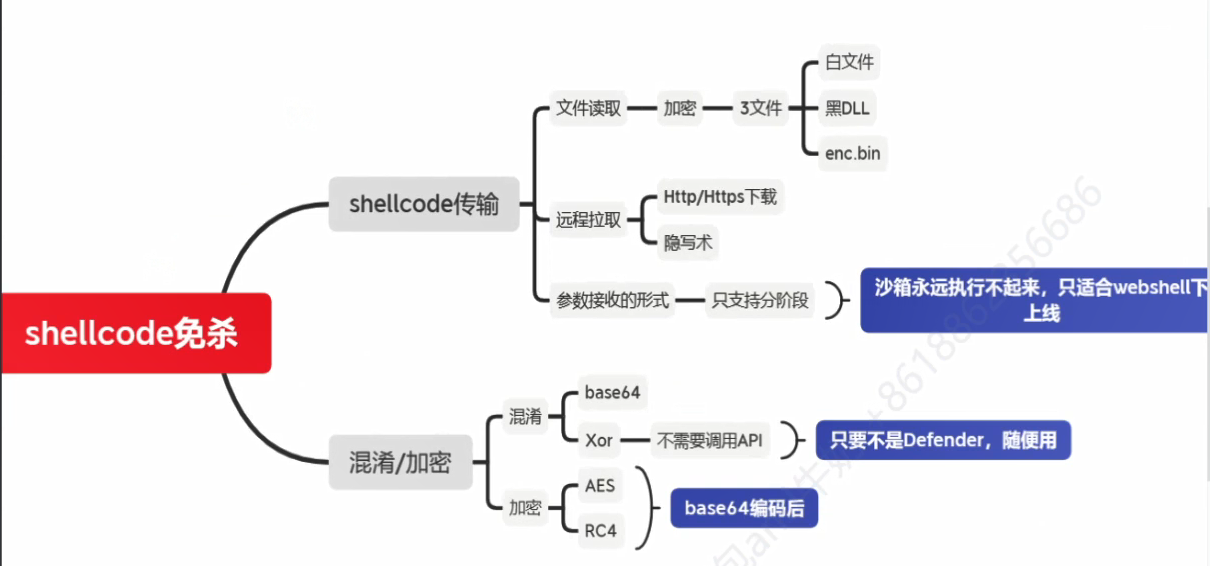 shellcode免杀
shellcode传输
文件读取
加密
3文件
白文件
黑DLL
enc.bin
远程拉取
Http/Https下载
隐写术
参数接收的形式
只支持分阶段
沙箱永远执行不起来，只适合webshell下
上线
混淆/加密
混淆
base64
Xor
不需要调用API
只要不是Defender，随便用
加密
AES
RC4
base64编码后